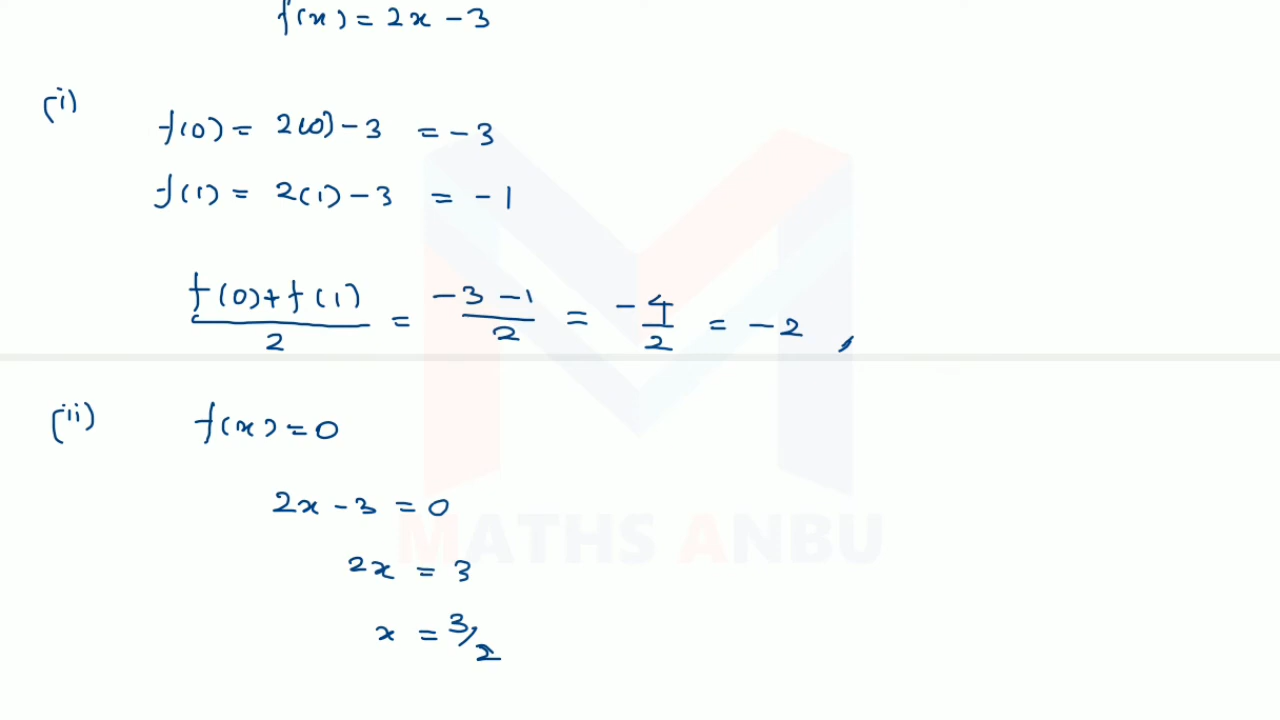 f(x) = 2x - 3
(i)
f(0) = 2(0) - 3 = -3
f(1) = 2(1) - 3 = -1
f(0) + f(1) / 2 = -3 - 1 / 2 = -4 / 2 = -2 ,
(ii) f(x) = 0
2x - 3 = 0
MATHS ANBU
2x = 3
x = 3/2